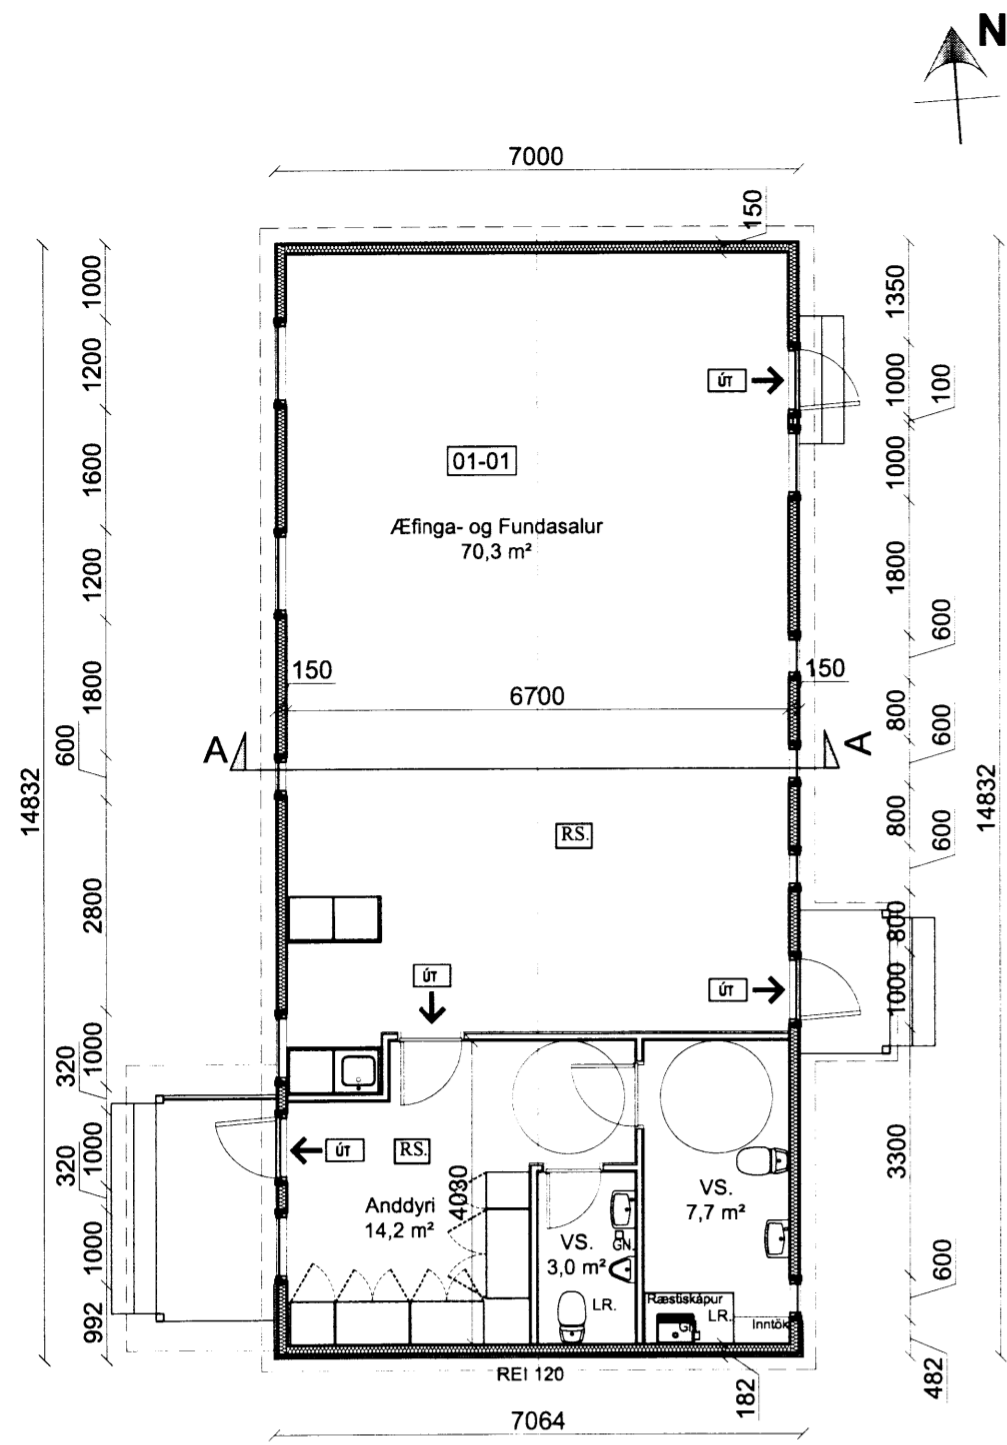 N
7000
150
14832
1000
1200
1600
1200
1800
600
2800
1000
320
1000
320
1000
992
1350
1000
100
1000
1800
600
800
600
800
600
800
1000
3300
600
482
14832
ÚT
01-01
Æfinga- og Fundasalur
70,3 m²
150
6700
150
A
A
RS.
ÚT
ÚT
ÚT
RS.
Anddyri
14,2 m²
4030
VS.
7,7 m²
VS.
3,0 m²
GN.
LR.
Ræstiskápur
LR.
GN.
Inntök
REI 120
182
7064